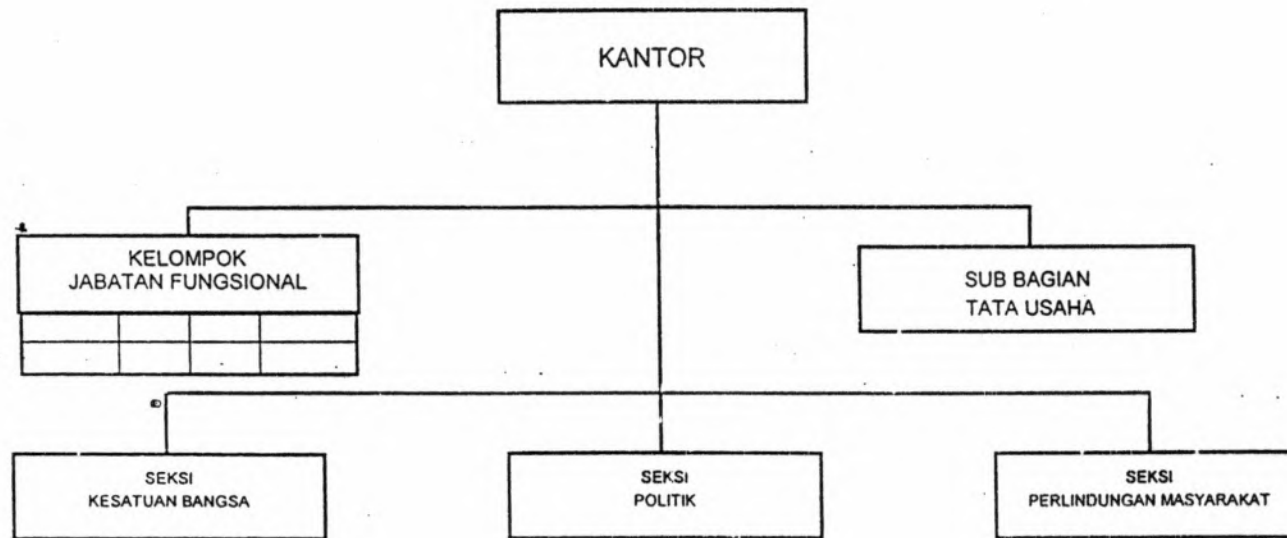 KANTOR
KELOMPOK
JABATAN FUNGSIONAL
SUB BAGIAN
TATA USAHA
SEKSI
KESATUAN BANGSA
SEKSI
POLITIK
SEKSI
PERLINDUNGAN MASYARAKAT